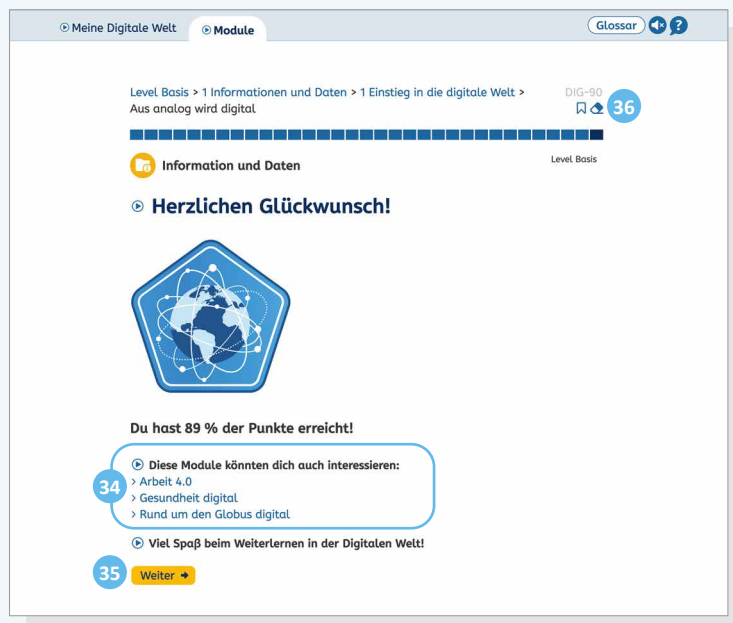 Meine Digitale Welt
Module
Glossar
?
Level Basis > 1 Informationen und Daten > 1 Einstieg in die digitale Welt >
Aus analog wird digital
DIG-90
36
Information und Daten
Level Basis
Herzlichen Glückwunsch!
Du hast 89 % der Punkte erreicht!
34
Diese Module könnten dich auch interessieren:
> Arbeit 4.0
> Gesundheit digital
> Rund um den Globus digital
Viel Spaß beim Weiterlernen in der Digitalen Welt!
35
Weiter →